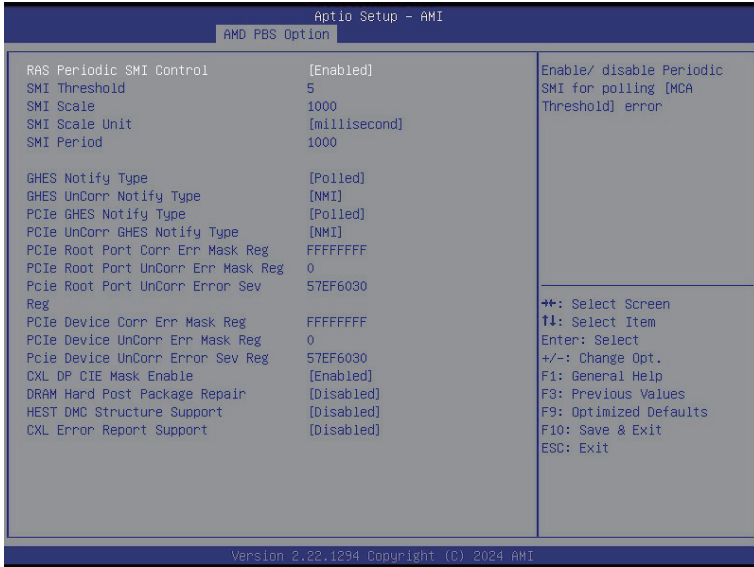 Aptio Setup – AMI
AMD PBS Option
RAS Periodic SMI Control [Enabled]
SMI Threshold 5
SMI Scale 1000
SMI Scale Unit [millisecond]
SMI Period 1000
GHES Notify Type [Polled]
GHES UnCorr Notify Type [NMI]
PCIe GHES Notify Type [Polled]
PCIe UnCorr GHES Notify Type [NMI]
PCIe Root Port Corr Err Mask Reg FFFFFFFF
PCIe Root Port UnCorr Err Mask Reg 0
Pcie Root Port UnCorr Error Sev 57EF6030
Reg
PCIe Device Corr Err Mask Reg FFFFFFFF
PCIe Device UnCorr Err Mask Reg 0
Pcie Device UnCorr Error Sev Reg 57EF6030
CXL DP CIE Mask Enable [Enabled]
DRAM Hard Post Package Repair [Disabled]
HEST DMC Structure Support [Disabled]
CXL Error Report Support [Disabled]
Enable/ disable Periodic
SMI for polling [MCA
Threshold] error
→←: Select Screen
↑↓: Select Item
Enter: Select
+/-: Change Opt.
F1: General Help
F3: Previous Values
F9: Optimized Defaults
F10: Save & Exit
ESC: Exit
Version 2.22.1294 Copyright (C) 2024 AMI